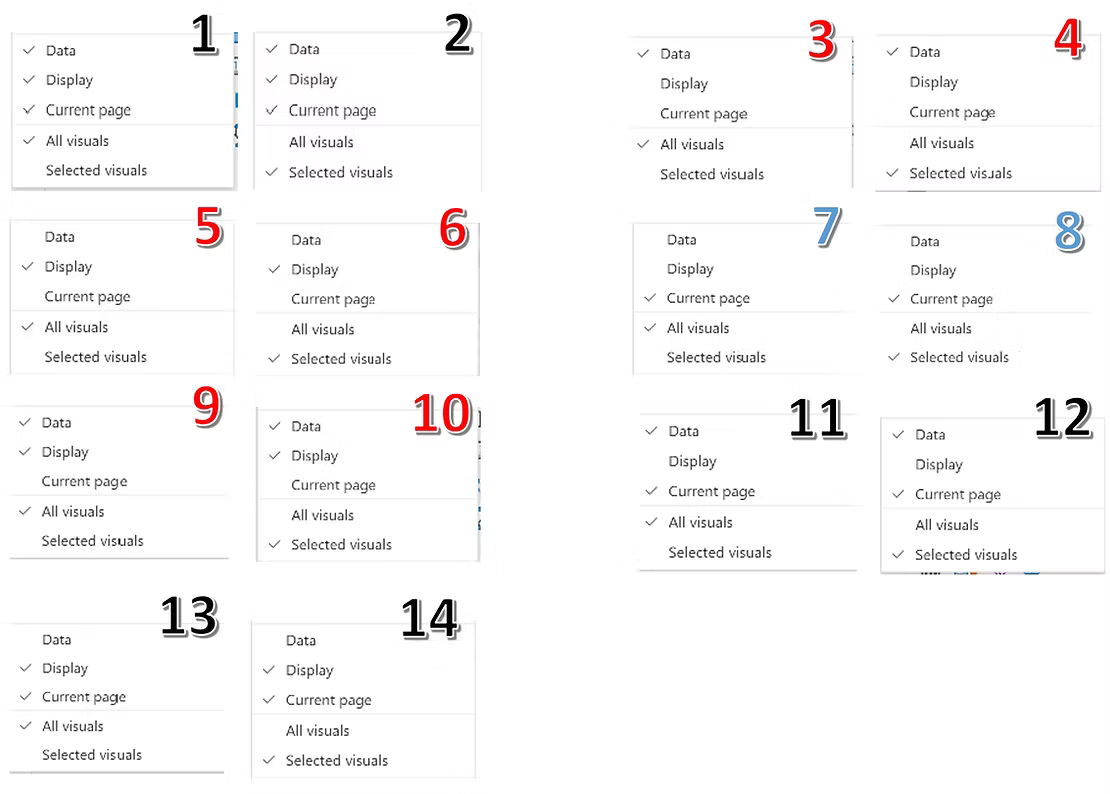 1
✓ Data
✓ Display
✓ Current page
✓ All visuals
Selected visuals
2
✓ Data
✓ Display
✓ Current page
All visuals
✓ Selected visuals
3
✓ Data
Display
Current page
✓ All visuals
Selected visuals
4
✓ Data
Display
Current page
All visuals
✓ Selected visuals
5
Data
✓ Display
Current page
✓ All visuals
Selected visuals
6
Data
✓ Display
Current page
All visuals
✓ Selected visuals
7
Data
Display
✓ Current page
✓ All visuals
Selected visuals
8
Data
Display
✓ Current page
All visuals
✓ Selected visuals
9
✓ Data
✓ Display
Current page
✓ All visuals
Selected visuals
10
✓ Data
✓ Display
Current page
All visuals
✓ Selected visuals
11
✓ Data
Display
✓ Current page
✓ All visuals
Selected visuals
12
✓ Data
Display
✓ Current page
All visuals
✓ Selected visuals
13
Data
✓ Display
✓ Current page
✓ All visuals
Selected visuals
14
Data
✓ Display
✓ Current page
All visuals
✓ Selected visuals